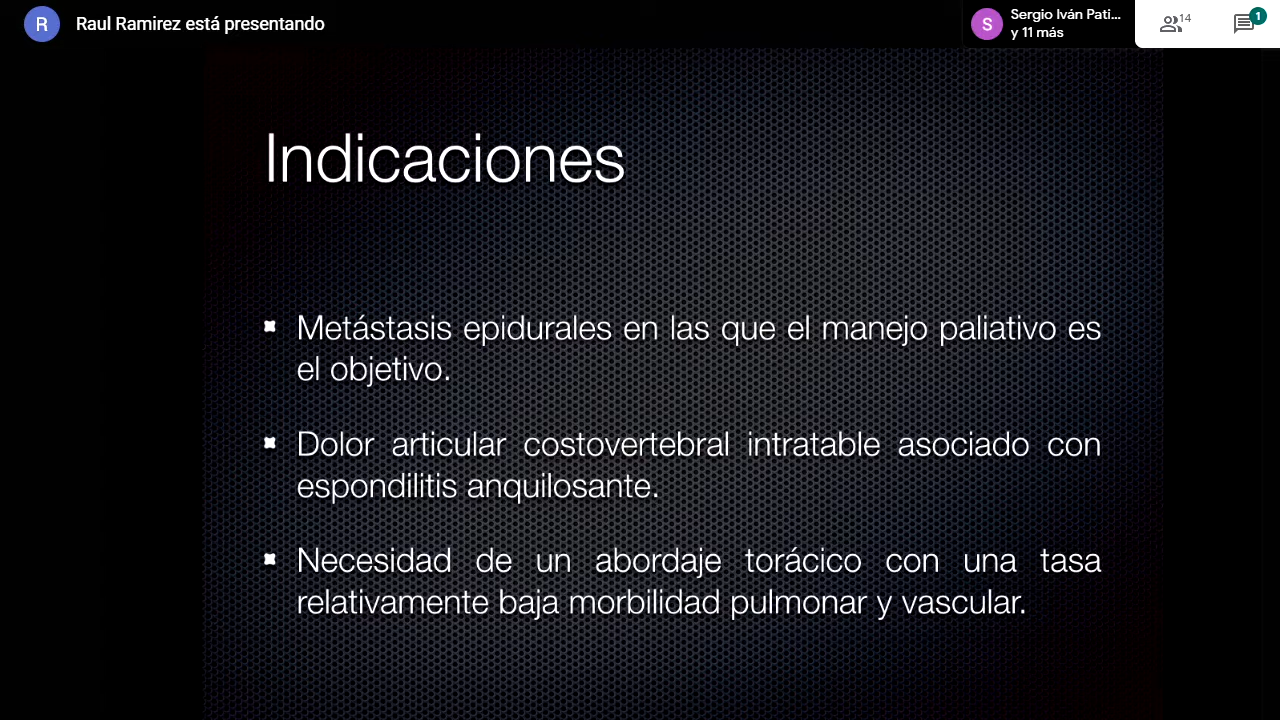 R
Raul Ramirez está presentando
S
Sergio Iván Pati...
y 11 más
14
1
Indicaciones
Metástasis epidurales en las que el manejo paliativo es
el objetivo.
Dolor articular costovertebral intratable asociado con
espondilitis anquilosante.
Necesidad de un abordaje torácico con una tasa
relativamente baja morbilidad pulmonar y vascular.